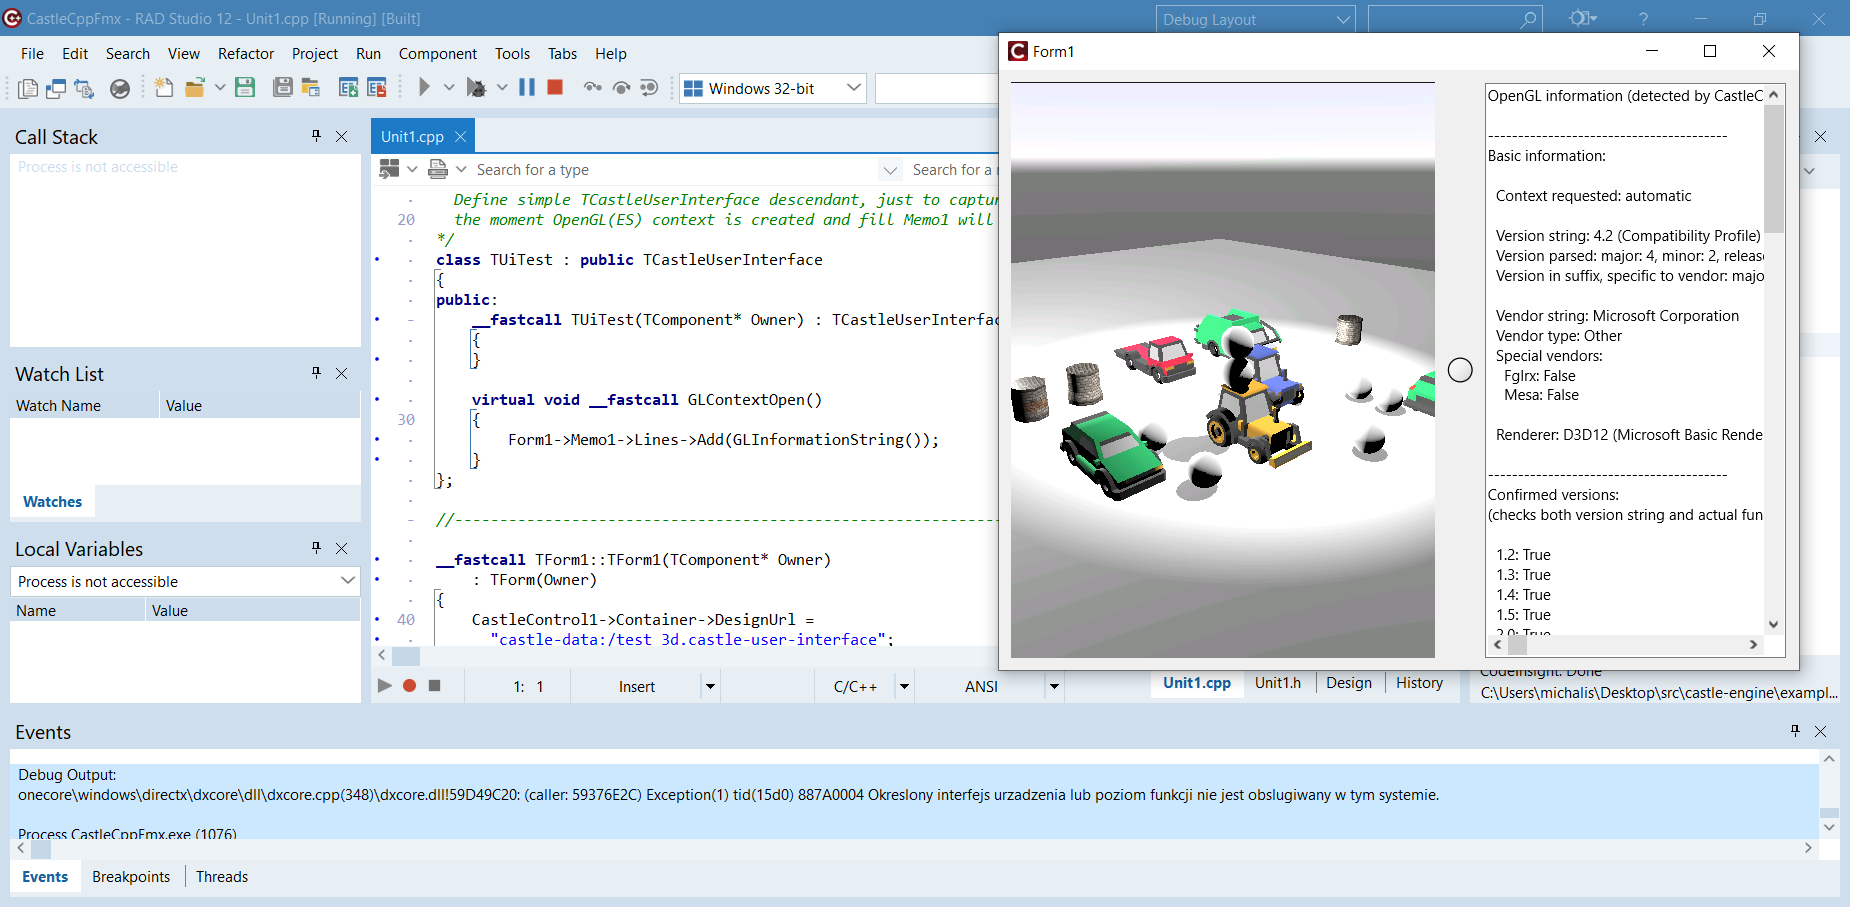 CastleCppFmx - RAD Studio 12 - Unit1.cpp [Running] [Built]
Debug Layout
?
File Edit Search View Refactor Project Run Component Tools Tabs Help
Windows 32-bit
Call Stack
Process is not accessible
Watch List
Watch Name Value
Watches
Local Variables
Process is not accessible
Name Value
Unit1.cpp
Search for a type
Search for a
Define simple TCastleUserInterface descendant, just to captur
20 the moment OpenGL(ES) context is created and fill Memo1 will
*/
class TUiTest : public TCastleUserInterface
{
public:
__fastcall TUiTest(TComponent* Owner) : TCastleUserInterfac
{
}
virtual void __fastcall GLContextOpen()
30 {
Form1->Memo1->Lines->Add(GLInformationString());
}
};
//------------------------------------------------------------
__fastcall TForm1::TForm1(TComponent* Owner)
: TForm(Owner)
{
40 CastleControl1->Container->DesignUrl =
"castle-data:/test_3d.castle-user-interface";
1: 1
Insert
C/C++
ANSI
Unit1.cpp Unit1.h Design History
CodeInsight: Done
C:\Users\michalis\Desktop\src\castle-engine\exampl...
Form1
OpenGL information (detected by CastleC
----------------------------------------
Basic information:
Context requested: automatic
Version string: 4.2 (Compatibility Profile)
Version parsed: major: 4, minor: 2, release
Version in suffix, specific to vendor: majo
Vendor string: Microsoft Corporation
Vendor type: Other
Special vendors:
Fglrx: False
Mesa: False
Renderer: D3D12 (Microsoft Basic Rende
----------------------------------------
Confirmed versions:
(checks both version string and actual fun
1.2: True
1.3: True
1.4: True
1.5: True
2.0: True
Events
Debug Output:
onecore\windows\directx\dxcore\dll\dxcore.cpp(348)\dxcore.dll!59D49C20: (caller: 59376E2C) Exception(1) tid(15d0) 887A0004 Okreslony interfejs urzadzenia lub poziom funkcji nie jest obslugiwany w tym systemie.
Process CastleCppFmx.exe (1076)
Events Breakpoints Threads